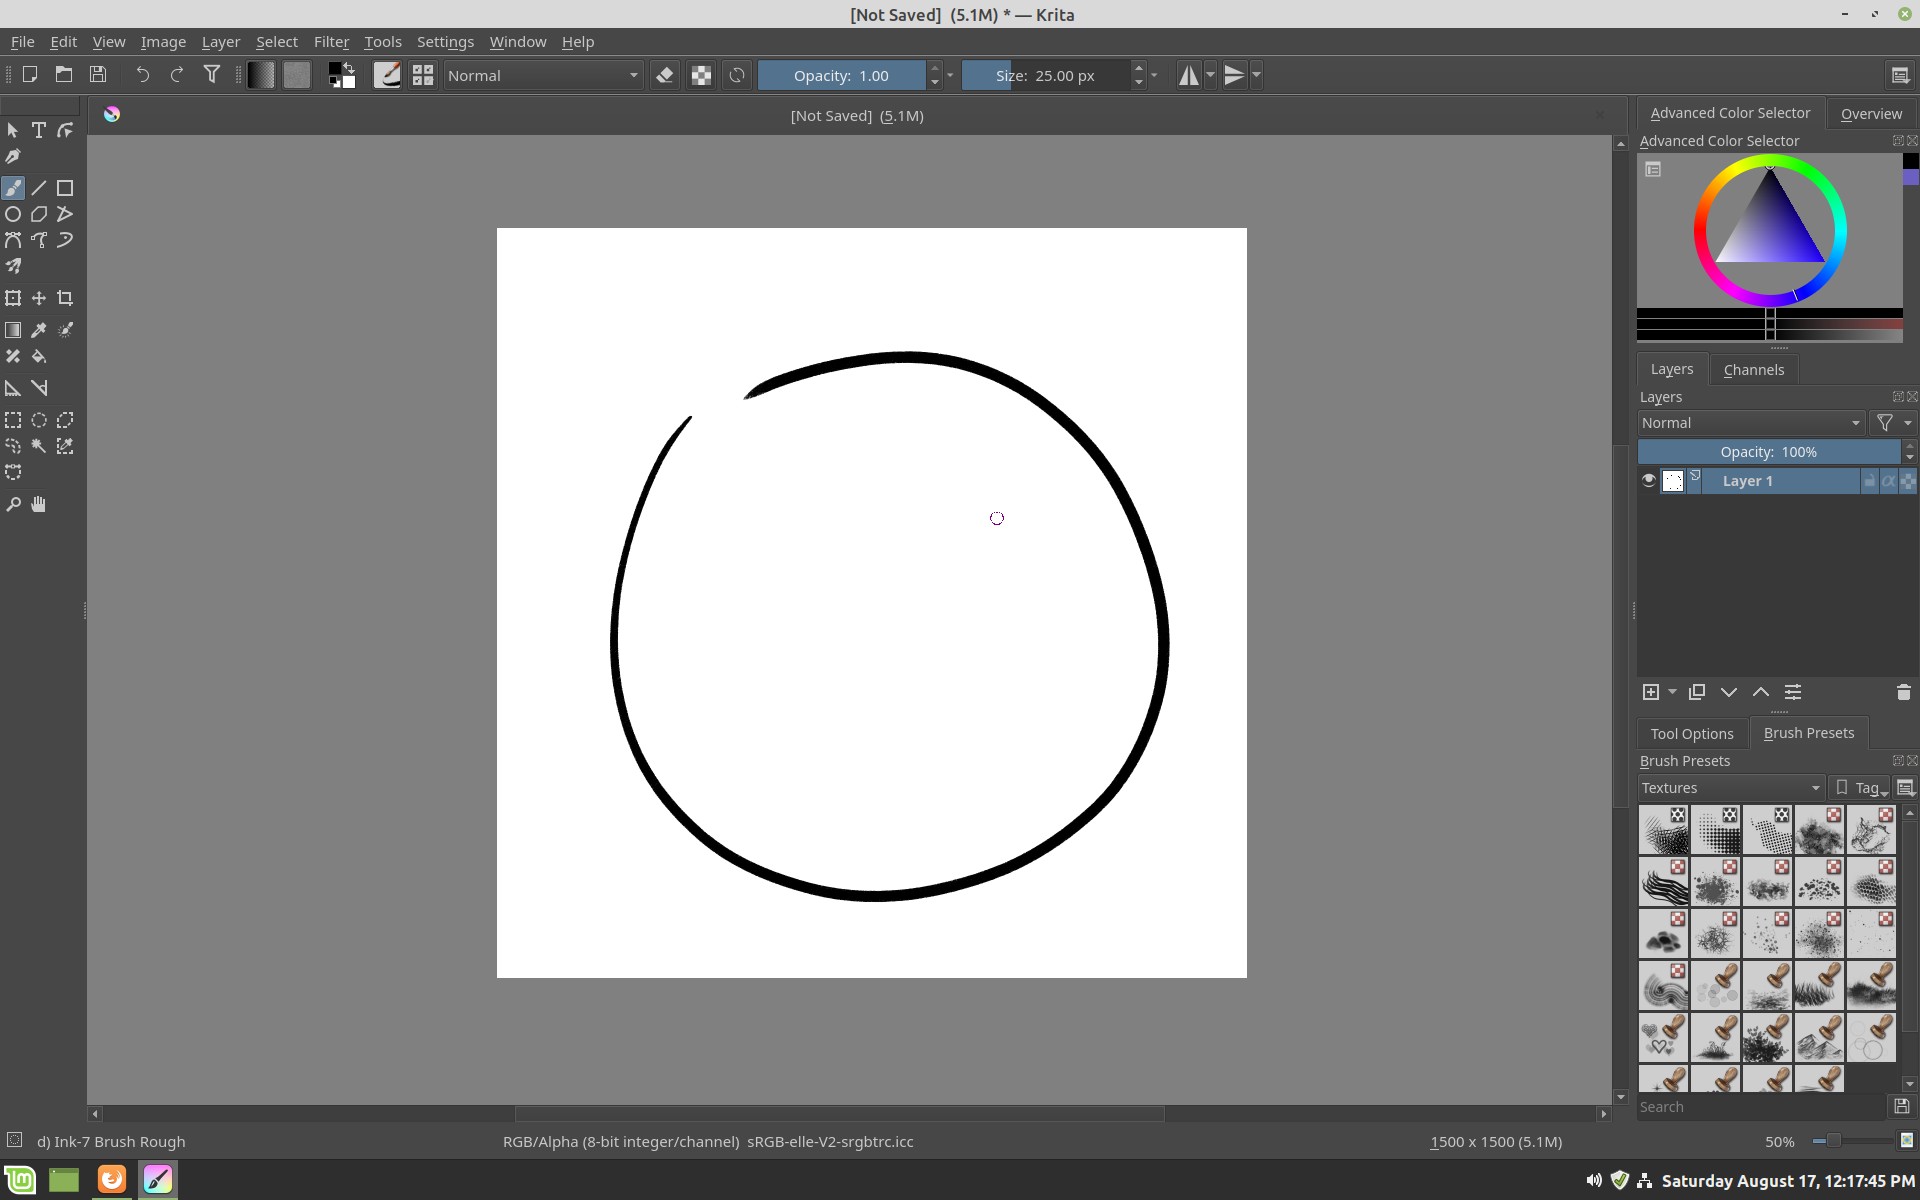 [Not Saved]  (5.1M) * — Krita
File Edit View Image Layer Select Filter Tools Settings Window Help
Normal Opacity: 1.00 Size: 25.00 px
[Not Saved]  (5.1M)
Advanced Color Selector Overview
Advanced Color Selector
Layers Channels
Layers
Normal
Opacity: 100%
Layer 1
Tool Options Brush Presets
Brush Presets
Textures Tag
Search
d) Ink-7 Brush Rough RGB/Alpha (8-bit integer/channel)  sRGB-elle-V2-srgbtrc.icc 1500 x 1500 (5.1M) 50%
Saturday August 17, 12:17:45 PM